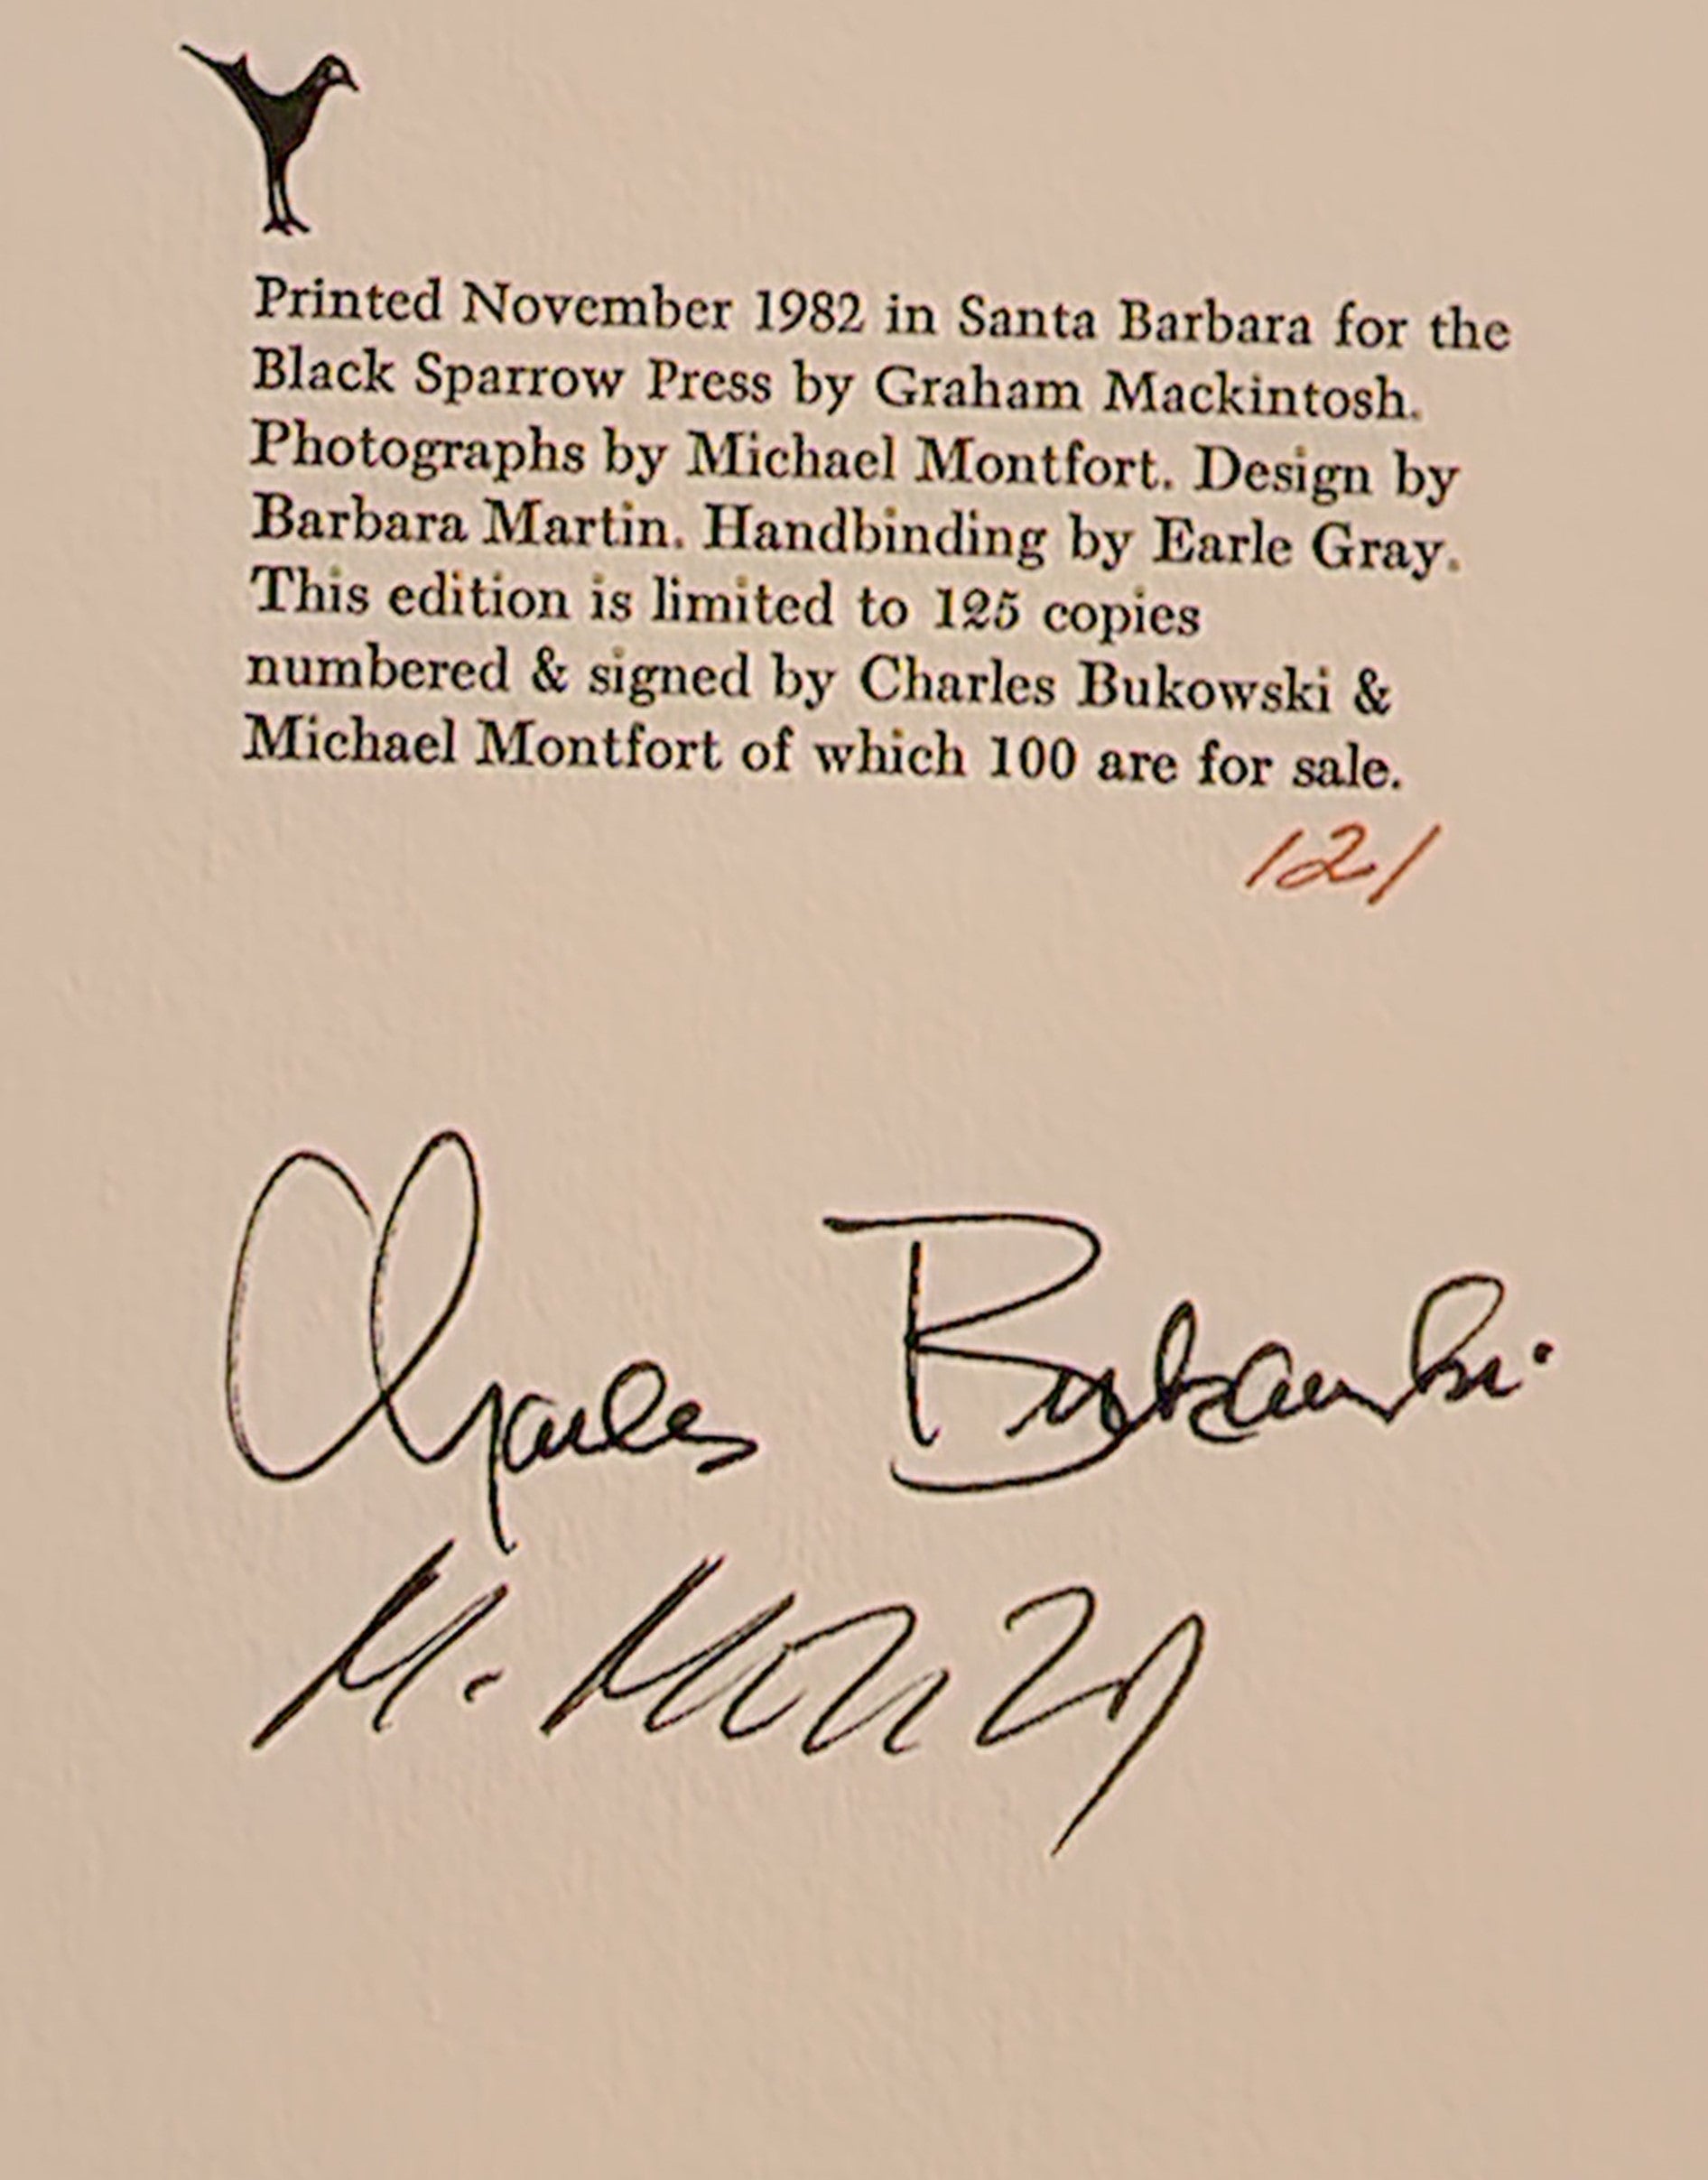 Printed November 1982 in Santa Barbara for the
Black Sparrow Press by Graham Mackintosh.
Photographs by Michael Montfort. Design by
Barbara Martin. Handbinding by Earle Gray.
This edition is limited to 125 copies
numbered & signed by Charles Bukowski &
Michael Montfort of which 100 are for sale.
121
Charles Bukowski